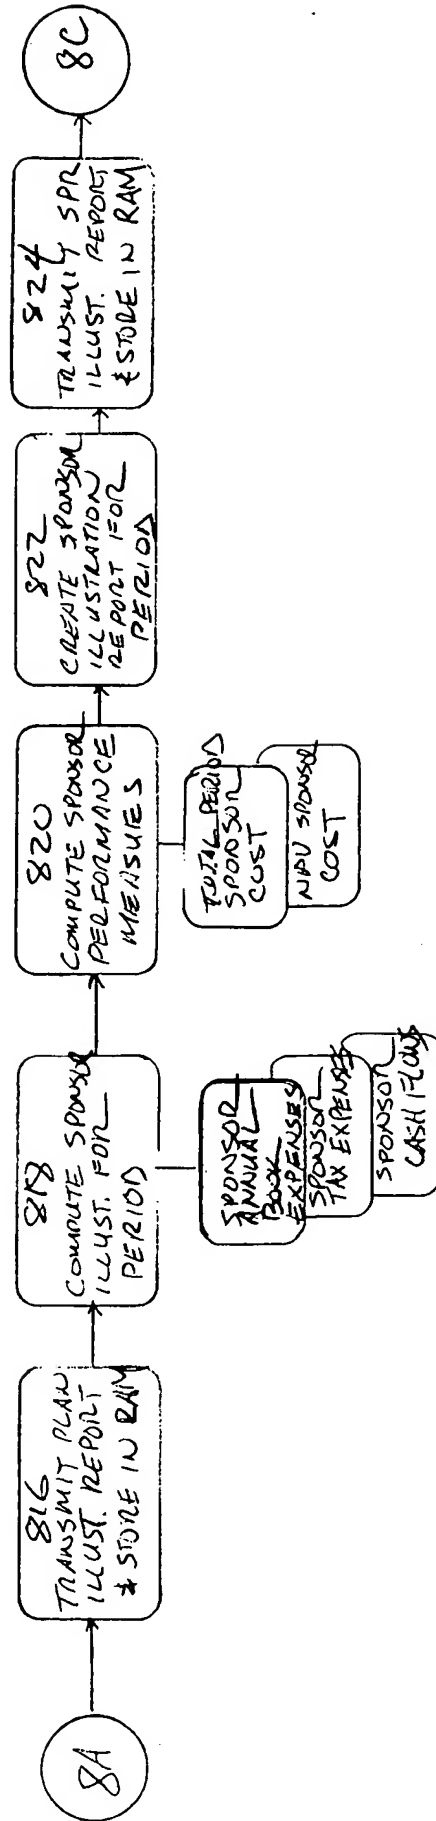 8A
816
TRANSMIT PLAN
ILLUST. REPORT
& STORE IN RAM
818
COMPUTE SPONSOR
ILLUST. FOR
PERIOD
SPONSOR
ANNUAL
BOOK
EXPENSES
SPONSOR
TAX EXPENSES
SPONSOR
CASH FLOWS
820
COMPUTE SPONSOR
PERFORMANCE
MEASURES
TOTAL PERIOD
SPONSOR
COST
NPV SPONSOR
COST
822
CREATE SPONSOR
ILLUSTRATION
REPORT FOR
PERIOD
824
TRANSMIT SPR
ILLUST. REPORT
& STORE IN RAM
8C